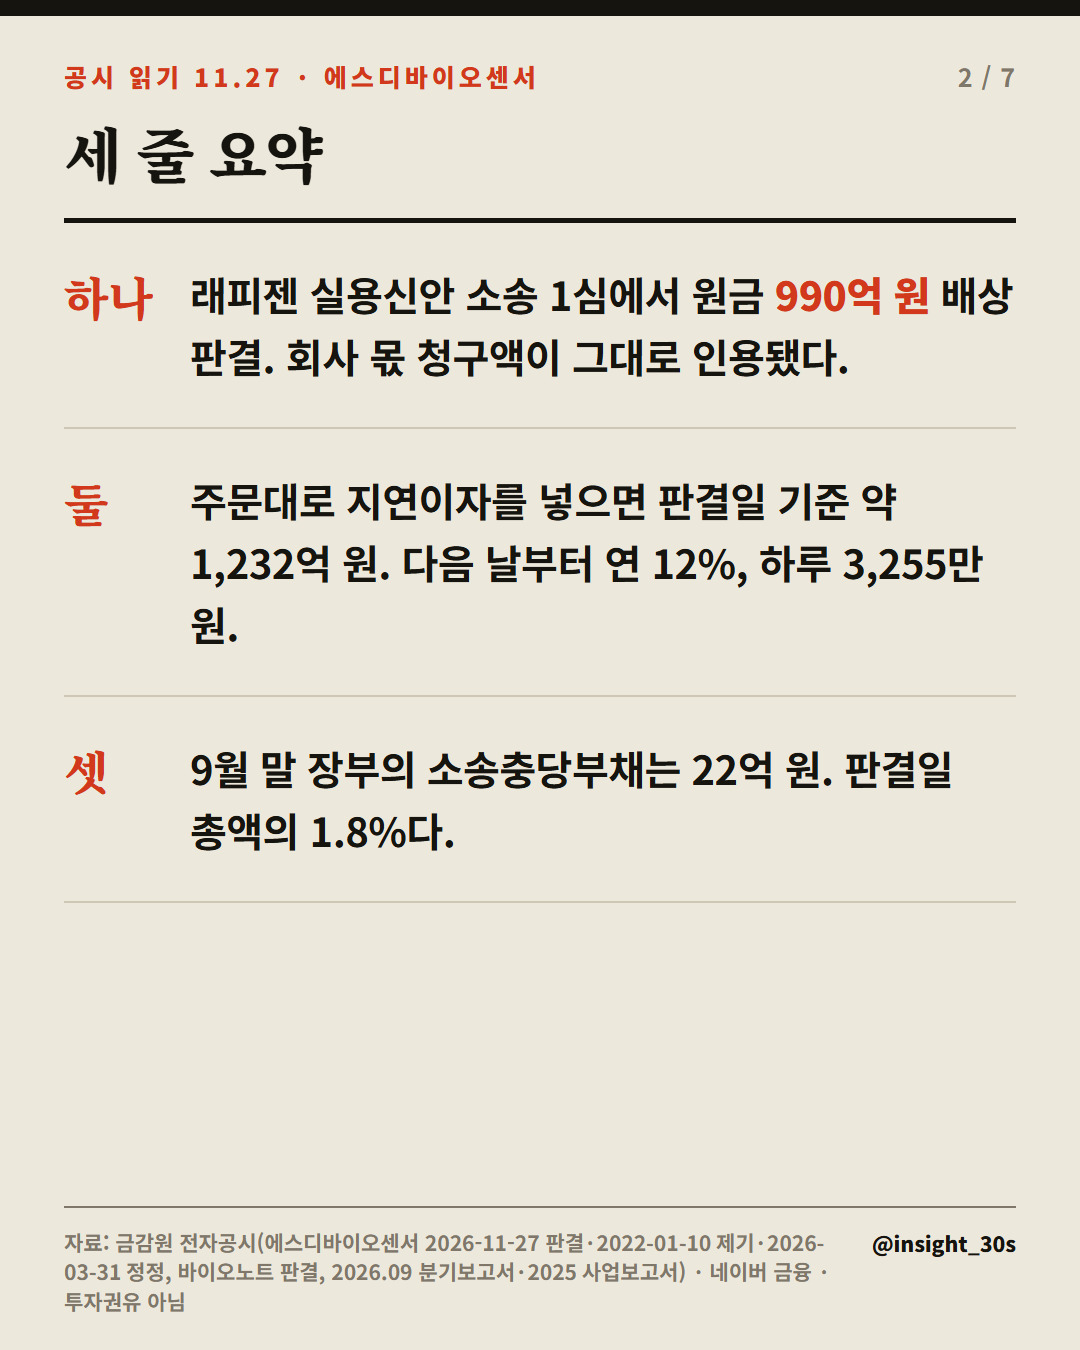 공시 읽기 11.27 · 에스디바이오센서
2 / 7
세 줄 요약
하나
래피젠 실용신안 소송 1심에서 원금 990억 원 배상
판결. 회사 몫 청구액이 그대로 인용됐다.
둘
주문대로 지연이자를 넣으면 판결일 기준 약
1,232억 원. 다음 날부터 연 12%, 하루 3,255만
원.
셋
9월 말 장부의 소송충당부채는 22억 원. 판결일
총액의 1.8%다.
자료: 금감원 전자공시(에스디바이오센서 2026-11-27 판결·2022-01-10 제기·2026-
03-31 정정, 바이오노트 판결, 2026.09 분기보고서·2025 사업보고서) · 네이버 금융 ·
투자권유 아님
@insight_30s